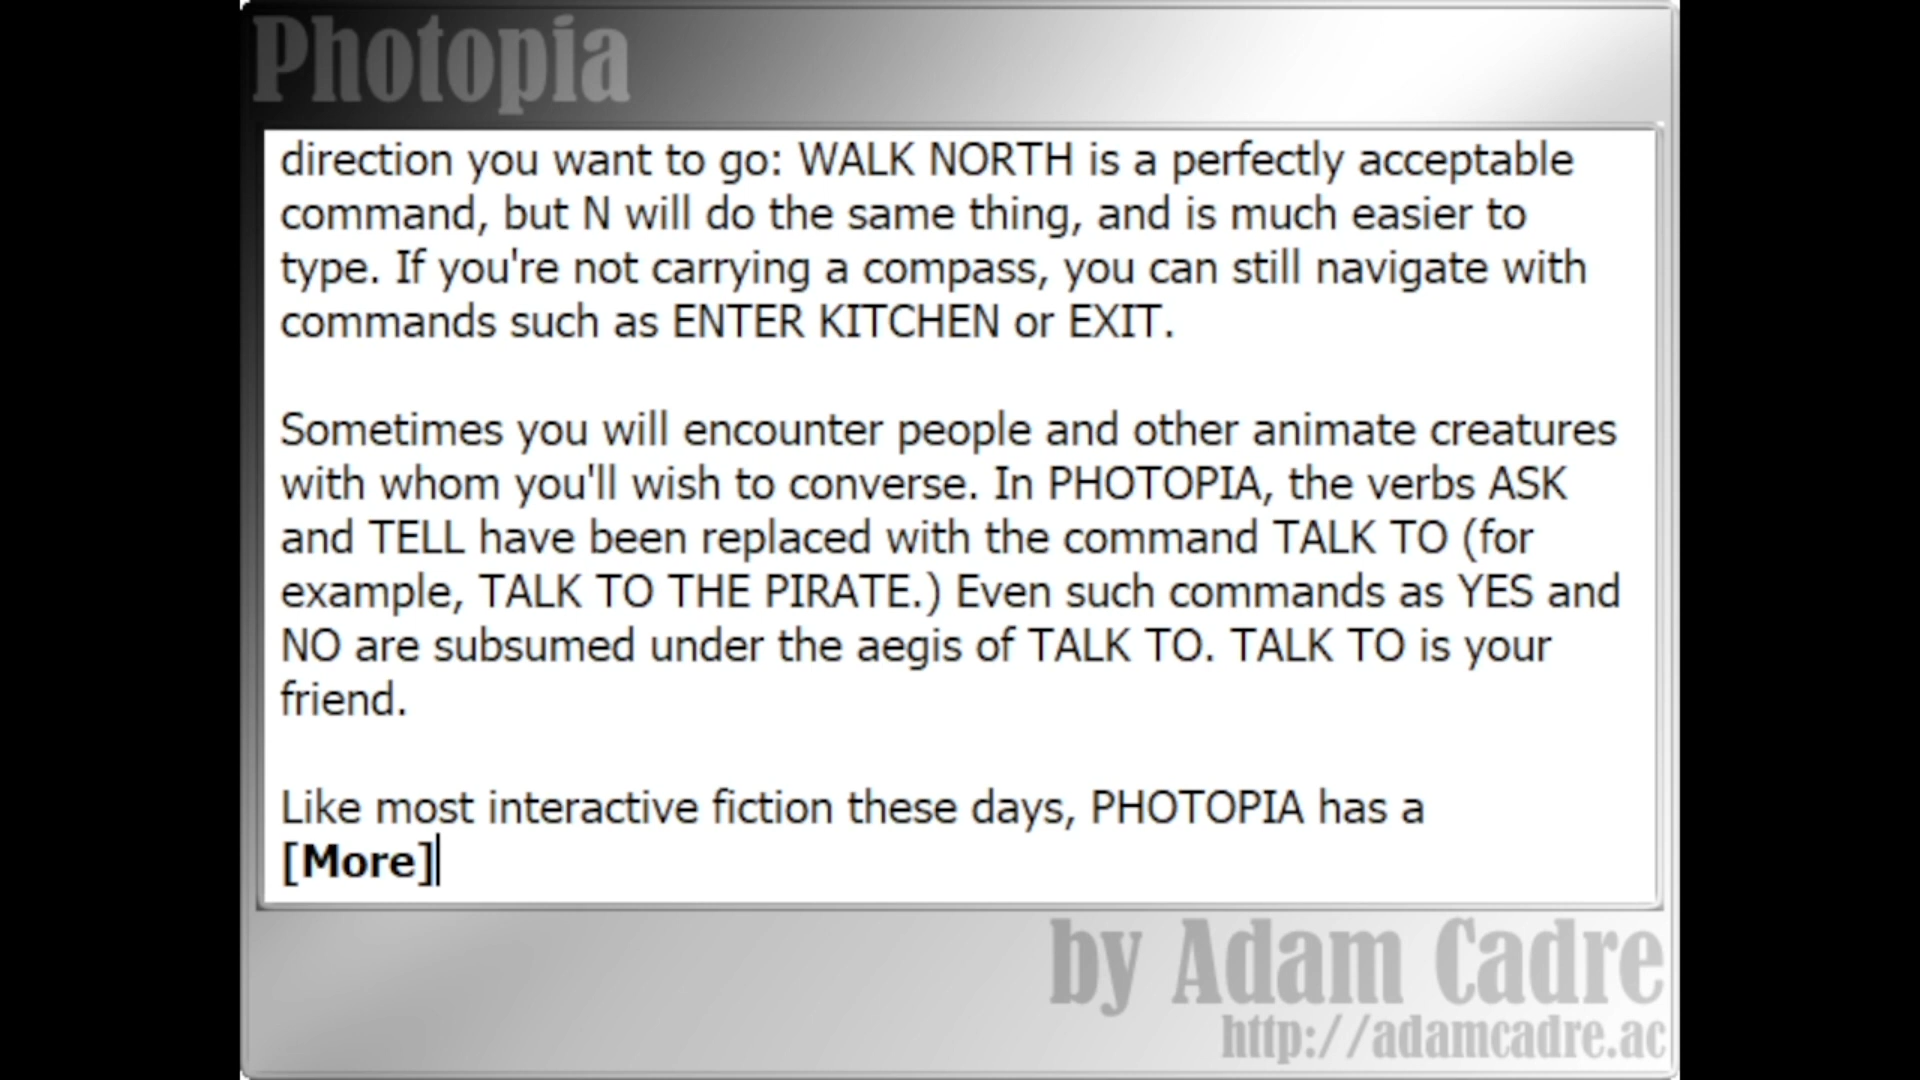 Photopia
direction you want to go: WALK NORTH is a perfectly acceptable
command, but N will do the same thing, and is much easier to
type. If you're not carrying a compass, you can still navigate with
commands such as ENTER KITCHEN or EXIT.
Sometimes you will encounter people and other animate creatures
with whom you'll wish to converse. In PHOTOPIA, the verbs ASK
and TELL have been replaced with the command TALK TO (for
example, TALK TO THE PIRATE.) Even such commands as YES and
NO are subsumed under the aegis of TALK TO. TALK TO is your
friend.
Like most interactive fiction these days, PHOTOPIA has a
[More]
by Adam Cadre
http://adamcadre.ac